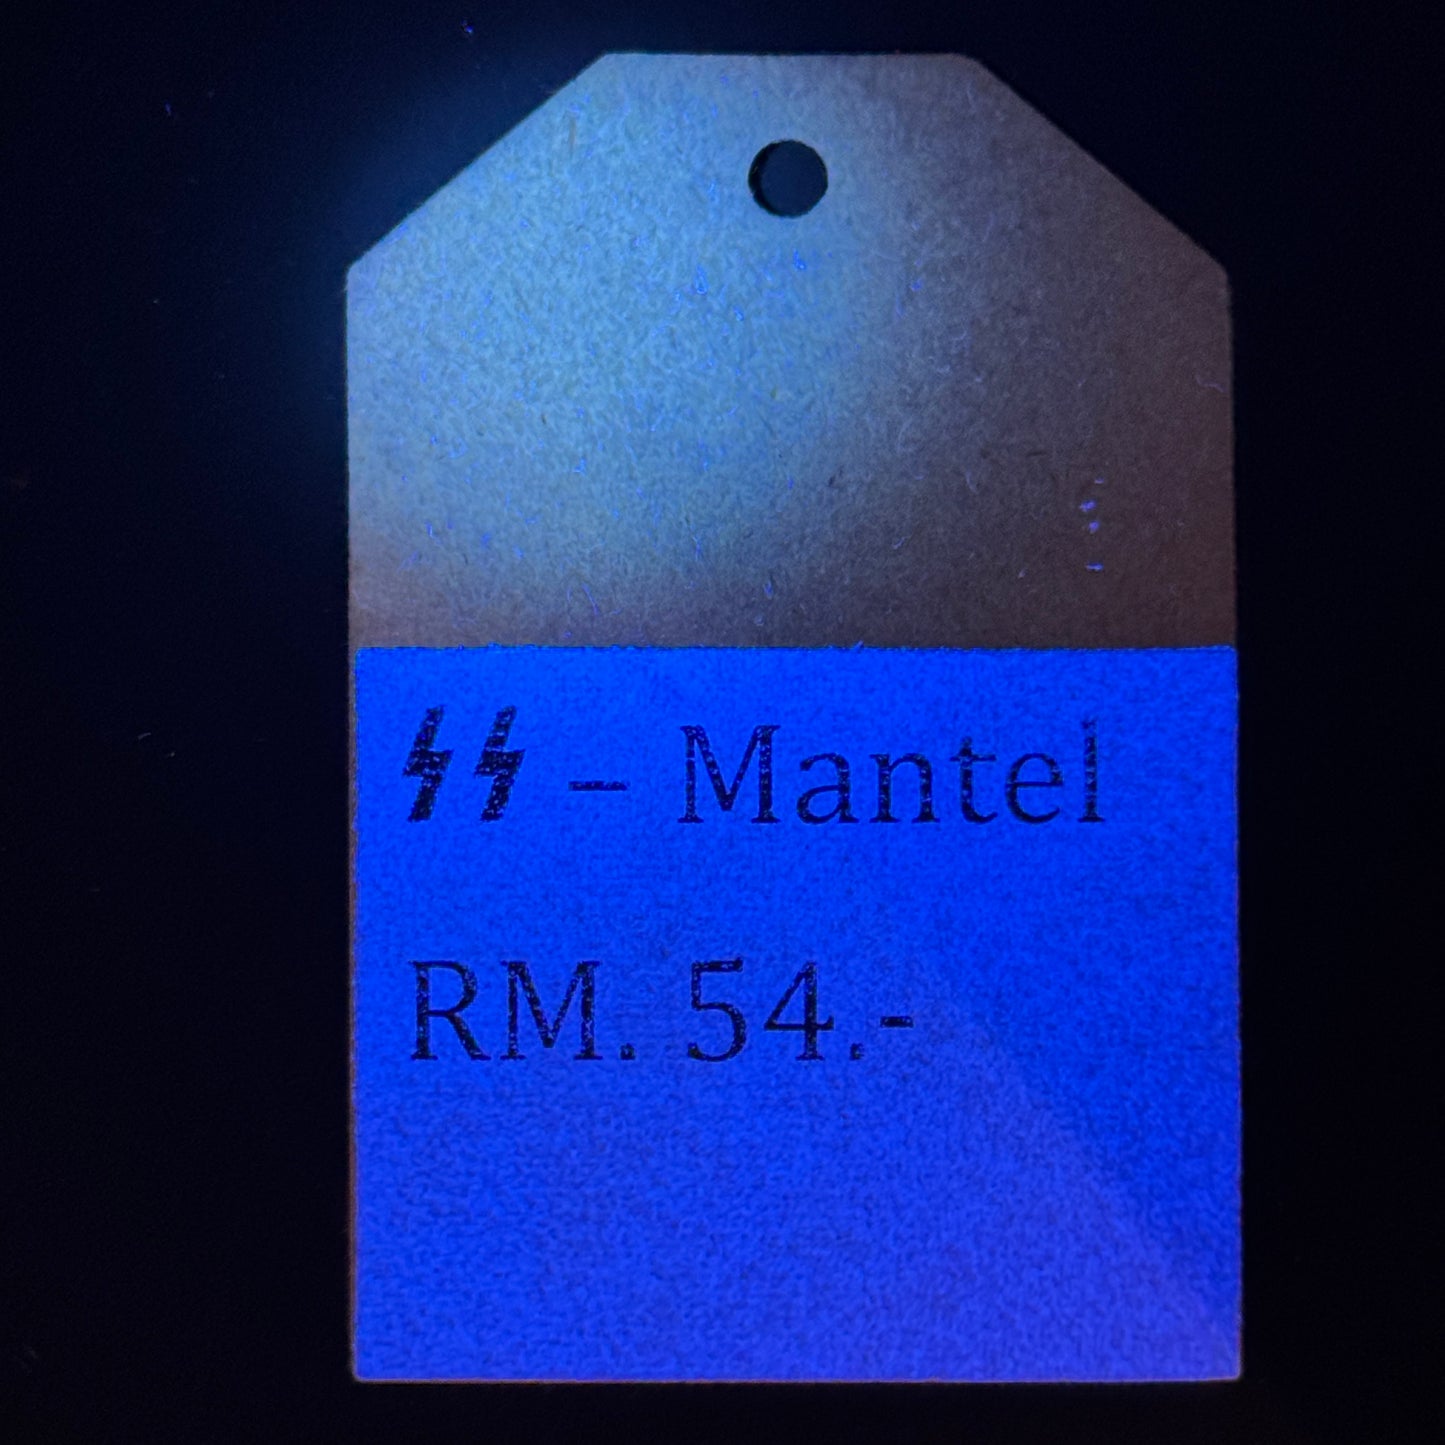 ᛋᛋ – Mantel
RM. 54.-